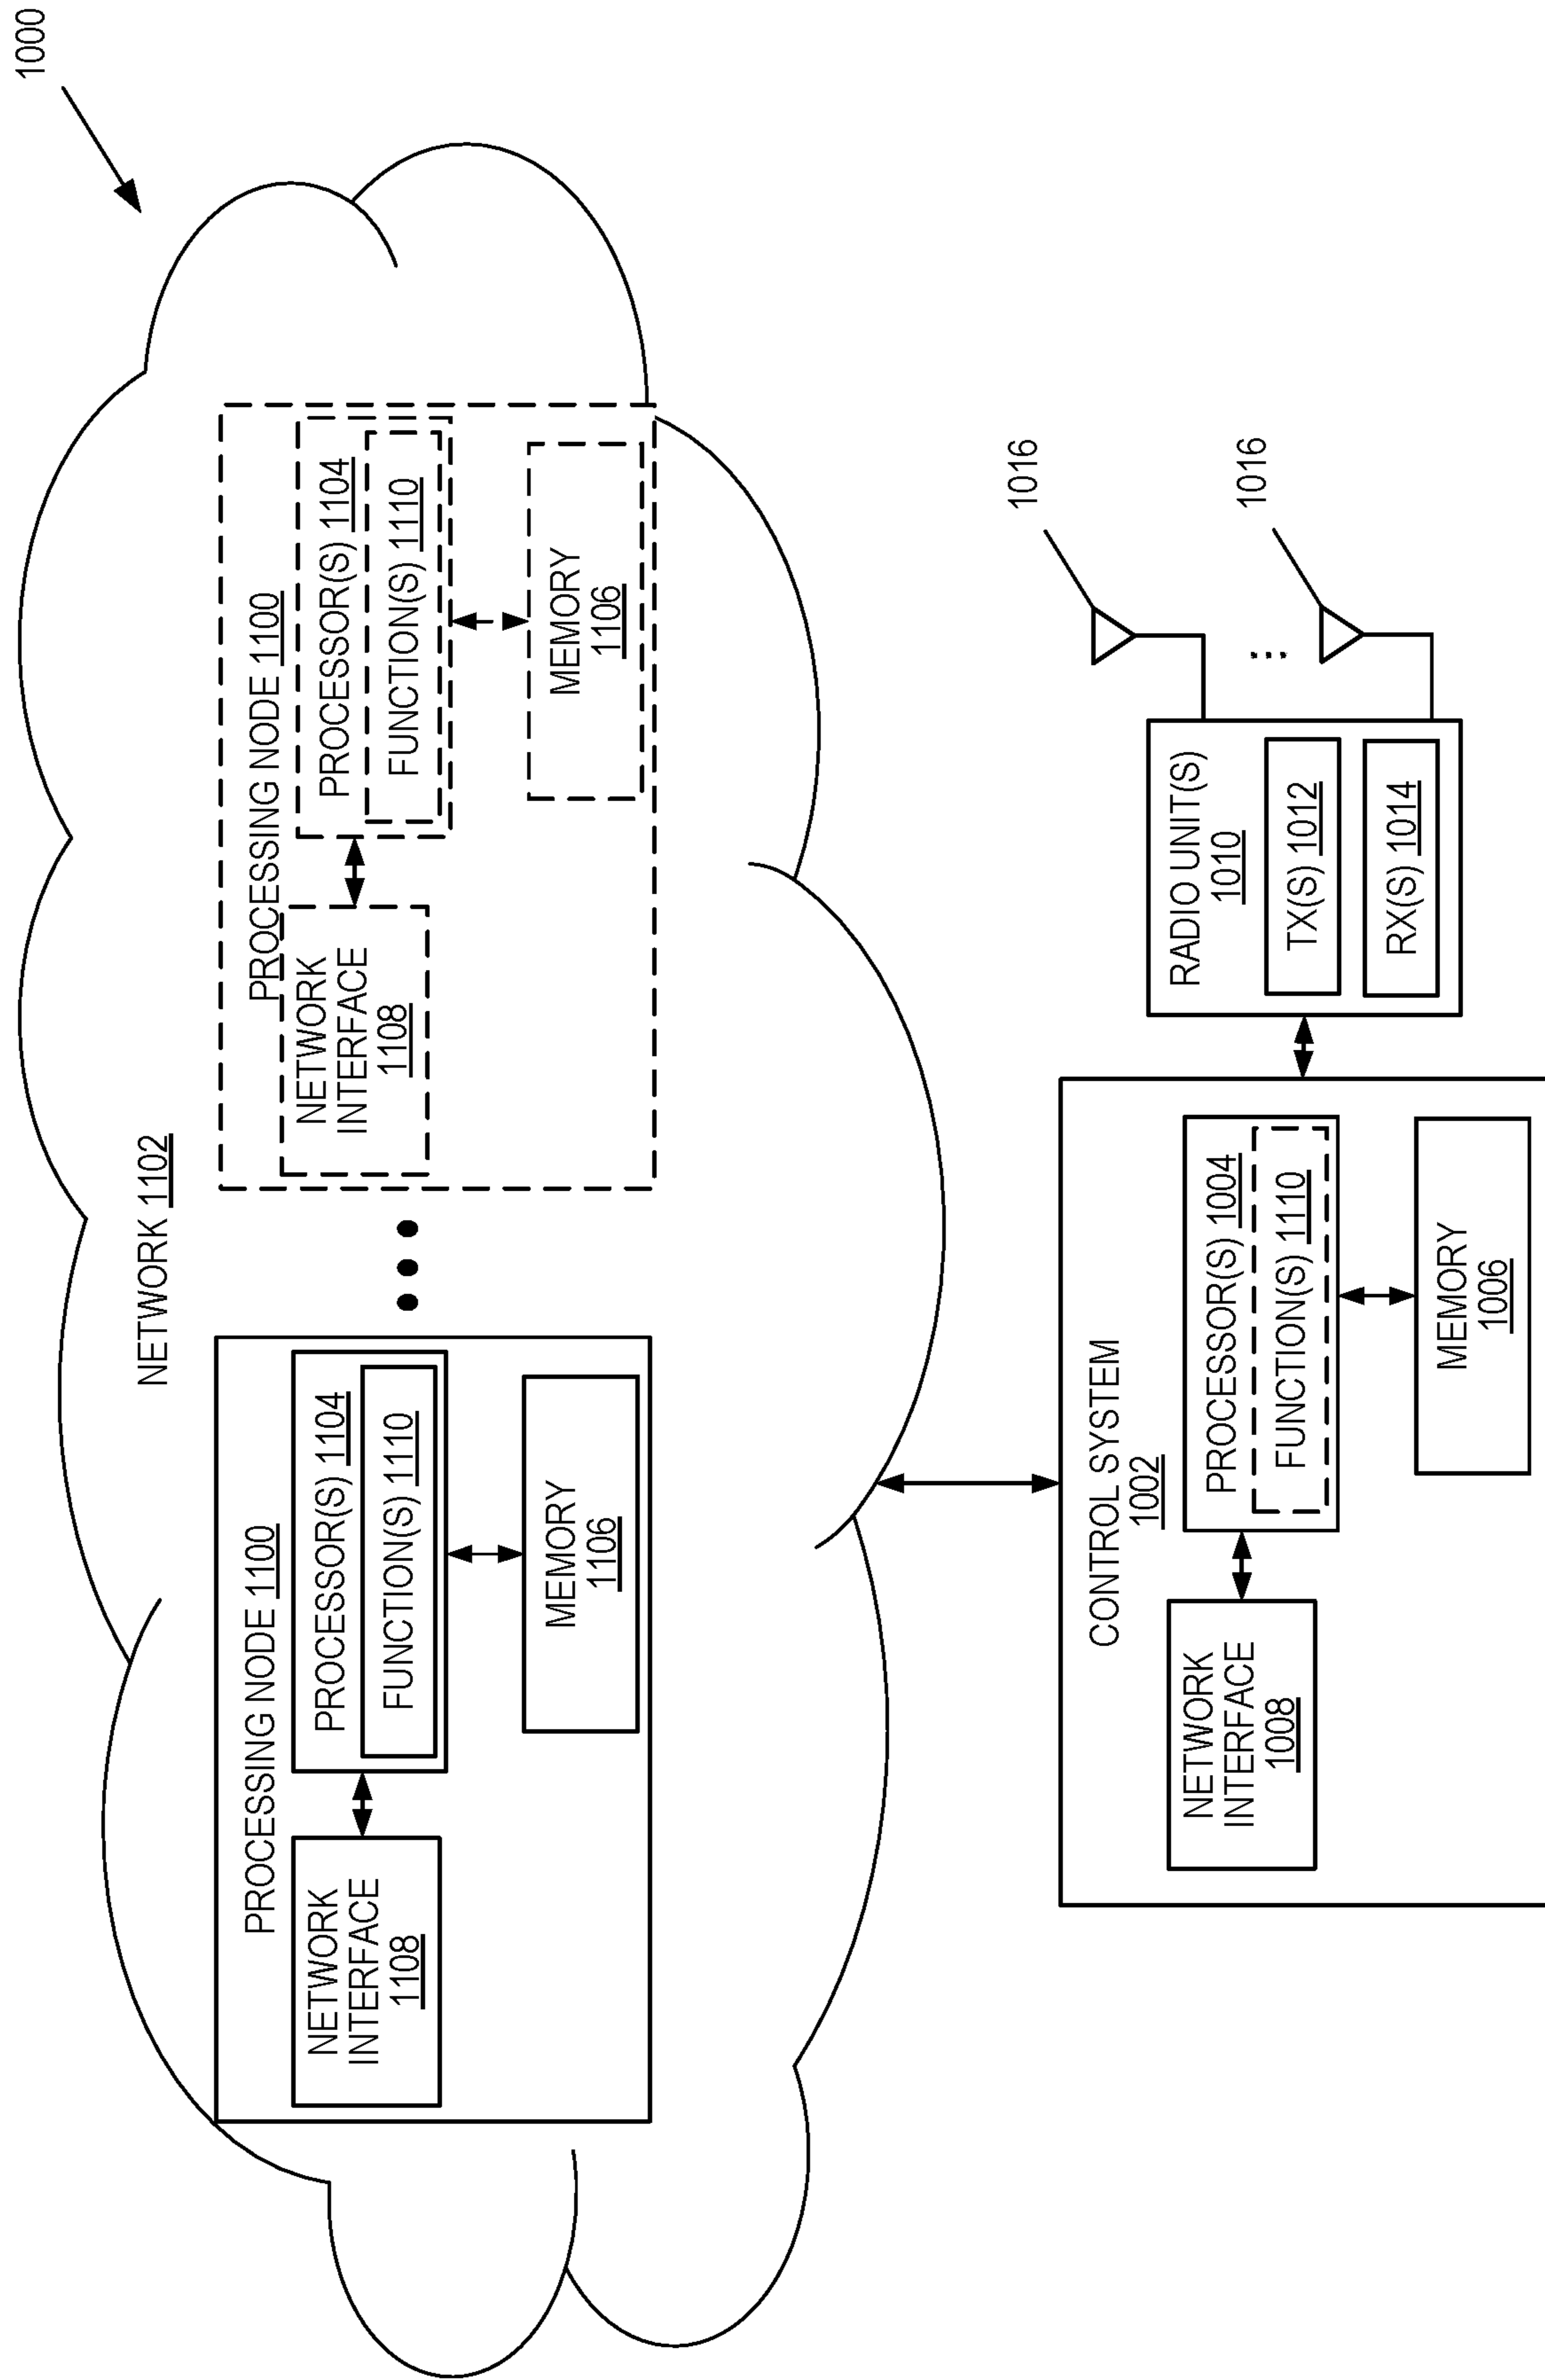 1000
NETWORK 1102
PROCESSING NODE 1100
NETWORK
INTERFACE
1108
PROCESSOR(S) 1104
FUNCTION(S) 1110
MEMORY
1106
PROCESSING NODE 1100
NETWORK
INTERFACE
1108
PROCESSOR(S) 1104
FUNCTION(S) 1110
MEMORY
1106
CONTROL SYSTEM
1002
NETWORK
INTERFACE
1008
PROCESSOR(S) 1004
FUNCTION(S) 1110
MEMORY
1006
RADIO UNIT(S)
1010
TX(S) 1012
RX(S) 1014
1016
1016